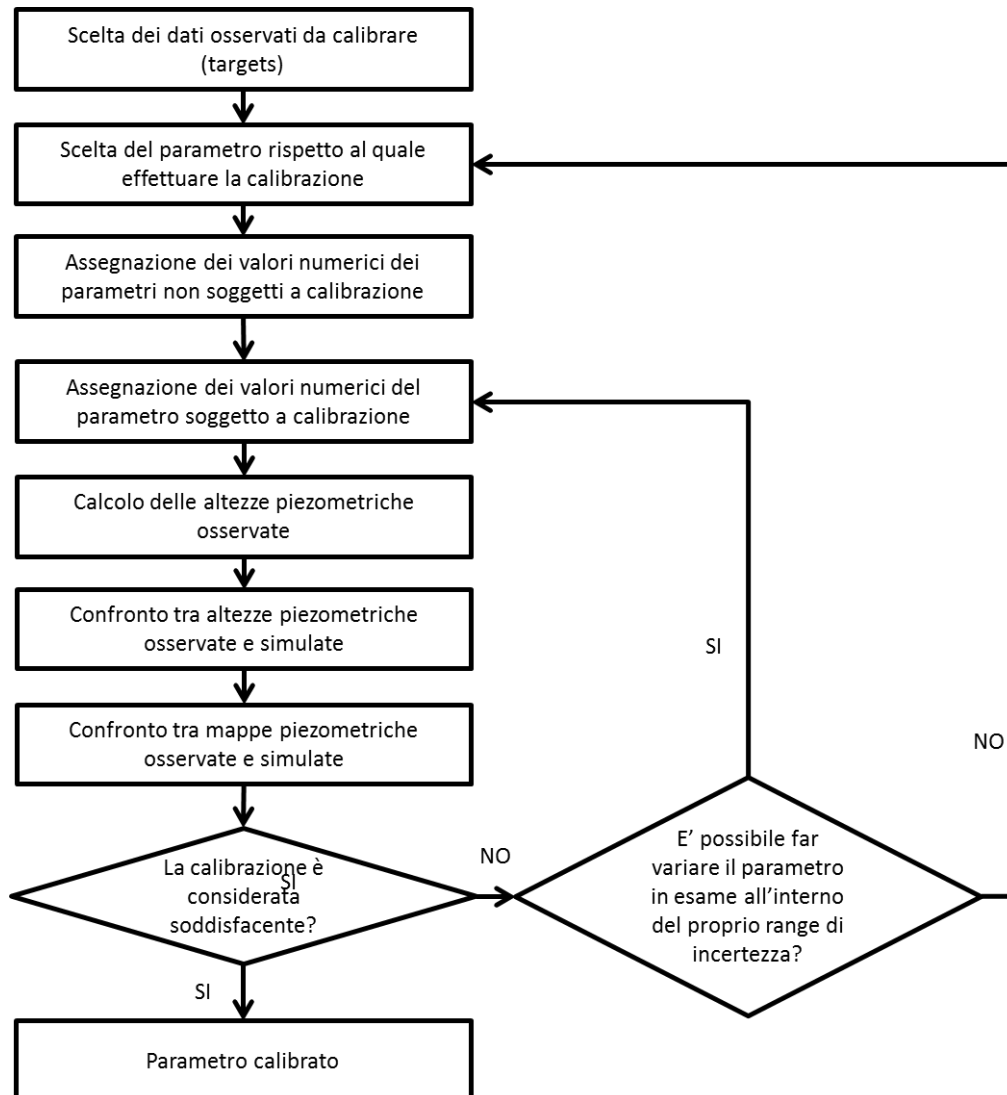 Scelta dei dati osservati da calibrare
(targets)
Scelta del parametro rispetto al quale
effettuare la calibrazione
Assegnazione dei valori numerici dei
parametri non soggetti a calibrazione
Assegnazione dei valori numerici del
parametro soggetto a calibrazione
Calcolo delle altezze piezometriche
osservate
Confronto tra altezze piezometriche
osservate e simulate
SI
Confronto tra mappe piezometriche
osservate e simulate
NO
La calibrazione è
considerata
SI
soddisfacente?
NO
E’ possibile far
variare il parametro
in esame all’interno
del proprio range di
incertezza?
SI
Parametro calibrato